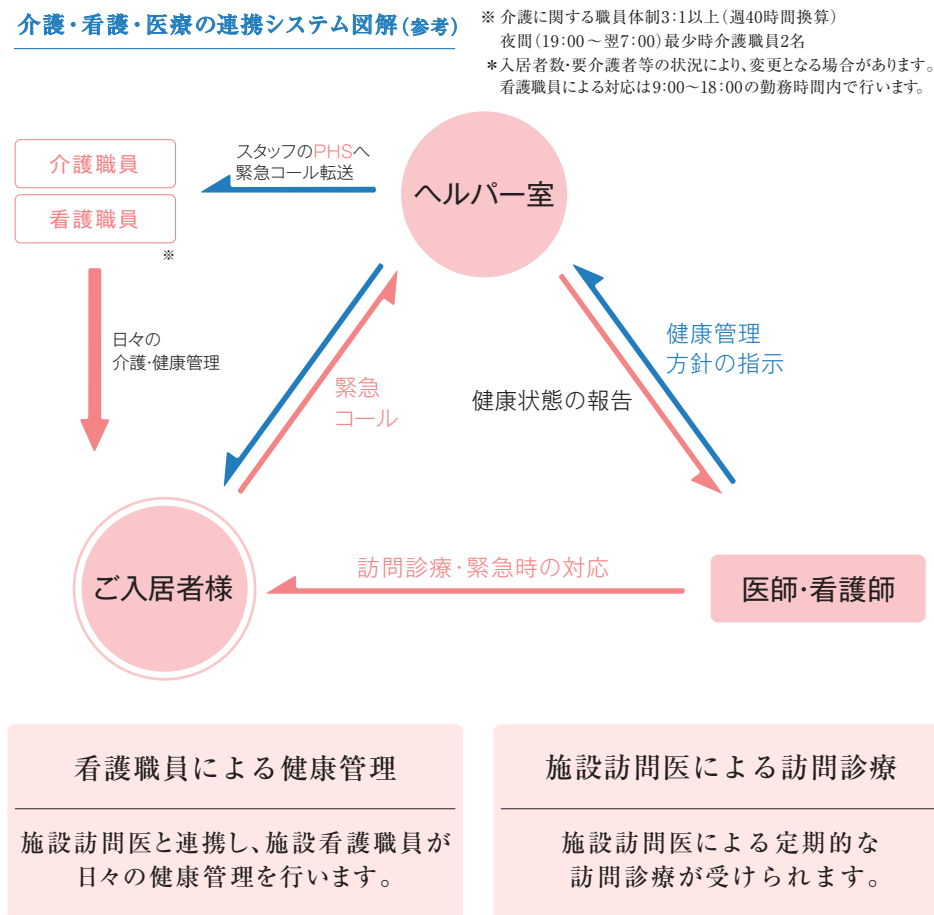 介護・看護・医療の連携システム図解(参考)
※ 介護に関する職員体制3:1以上(週40時間換算)
夜間(19:00～翌7:00)最少時介護職員2名
*入居者数・要介護者等の状況により、変更となる場合があります。
看護職員による対応は9:00～18:00の勤務時間内で行います。
介護職員
看護職員
※
スタッフのPHSへ
緊急コール転送
ヘルパー室
日々の
介護・健康管理
緊急
コール
健康管理
方針の指示
健康状態の報告
ご入居者様
訪問診療・緊急時の対応
医師・看護師
看護職員による健康管理
施設訪問医と連携し、施設看護職員が
日々の健康管理を行います。
施設訪問医による訪問診療
施設訪問医による定期的な
訪問診療が受けられます。